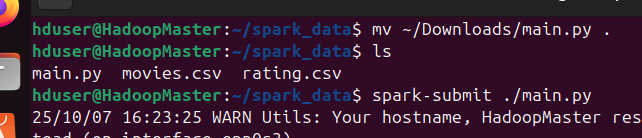 hduser@HadoopMaster:~/spark_data$ mv ~/Downloads/main.py .
hduser@HadoopMaster:~/spark_data$ ls
main.py  movies.csv  rating.csv
hduser@HadoopMaster:~/spark_data$ spark-submit ./main.py
25/10/07 16:23:25 WARN Utils: Your hostname, HadoopMaster res